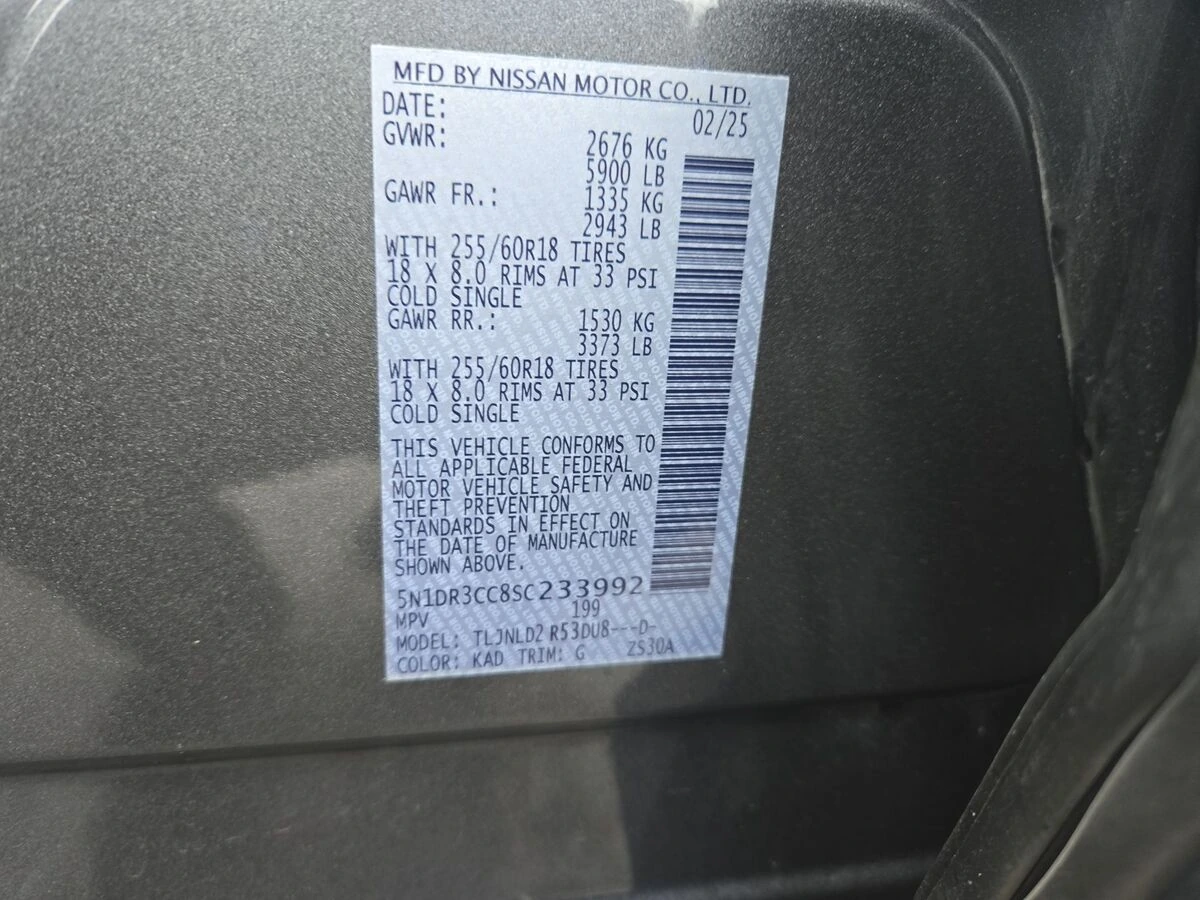 MFD BY NISSAN MOTOR CO., LTD.
DATE: 02/25
GVWR: 2676 KG
5900 LB
GAWR FR.: 1335 KG
2943 LB
WITH 255/60R18 TIRES
18 X 8.0 RIMS AT 33 PSI
COLD SINGLE
GAWR RR.: 1530 KG
3373 LB
WITH 255/60R18 TIRES
18 X 8.0 RIMS AT 33 PSI
COLD SINGLE
THIS VEHICLE CONFORMS TO
ALL APPLICABLE FEDERAL
MOTOR VEHICLE SAFETY AND
THEFT PREVENTION
STANDARDS IN EFFECT ON
THE DATE OF MANUFACTURE
SHOWN ABOVE.
5N1DR3CC8SC233992
MPV 199
MODEL: TLJNLD2 R53DU8---D-
COLOR: KAD TRIM: G ZS30A